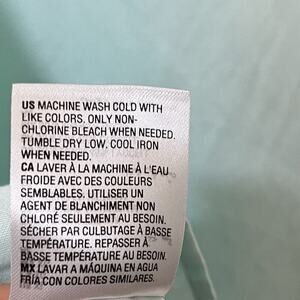 US MACHINE WASH COLD WITH
LIKE COLORS. ONLY NON-
CHLORINE BLEACH WHEN NEEDED.
TUMBLE DRY LOW. COOL IRON
WHEN NEEDED.
CA LAVER À LA MACHINE À L'EAU
FROIDE AVEC DES COULEURS
SEMBLABLES. UTILISER UN
AGENT DE BLANCHIMENT NON
CHLORÉ SEULEMENT AU BESOIN.
SÉCHER PAR CULBUTAGE À BASSE
TEMPÉRATURE. REPASSER À
BASSE TEMPÉRATURE AU BESOIN.
MX LAVAR A MÁQUINA EN AGUA
FRÍA CON COLORES SIMILARES.